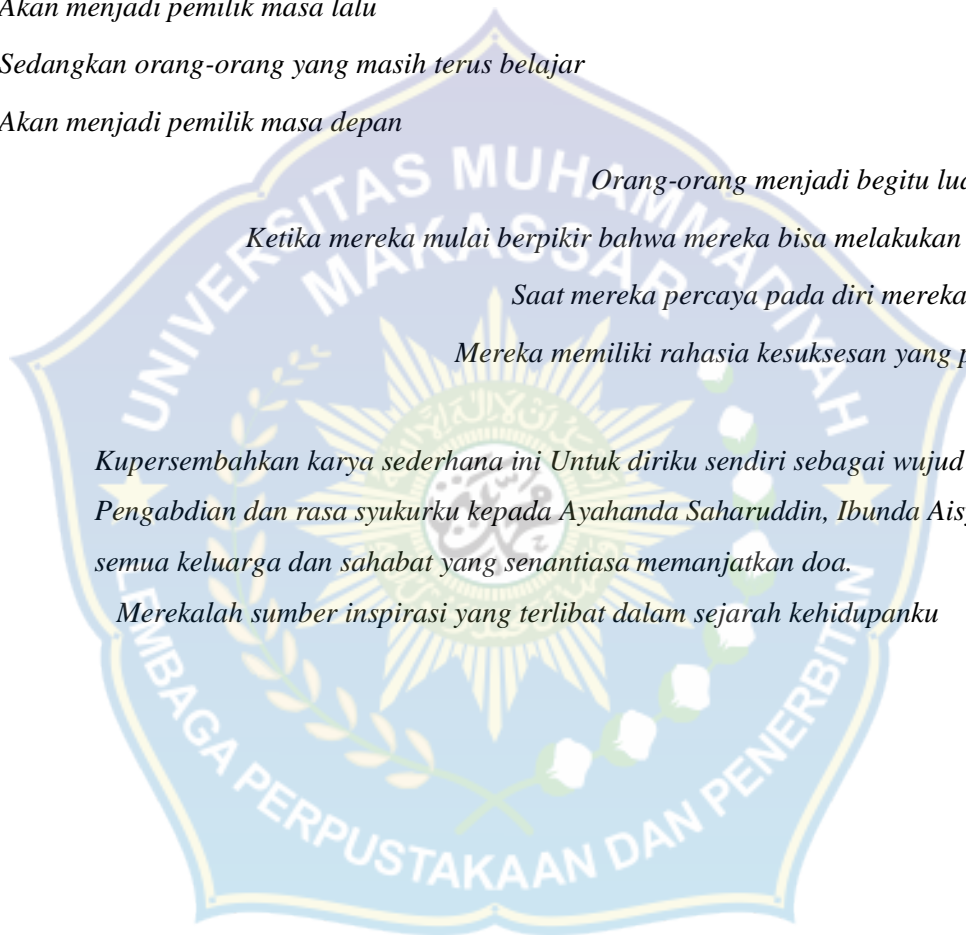 Akan menjadi pemilik masa lalu
Sedangkan orang-orang yang masih terus belajar
Akan menjadi pemilik masa depan
Orang-orang menjadi begitu
Ketika mereka mulai berpikir bahwa mereka bisa melakukan
Saat mereka percaya pada diri mereka
Mereka memiliki rahasia kesuksesan yang
Kupersembahkan karya sederhana ini Untuk diriku sendiri sebagai wujud
Pengabdian dan rasa syukurku kepada Ayahanda Saharuddin, Ibunda
semua keluarga dan sahabat yang senantiasa memanjatkan doa.
Merekalah sumber inspirasi yang terlibat dalam sejarah kehidupanku
UNIVERSITAS MUHAMMADIYAH
MAKASSAR
LEMBAGA PERPUSTAKAAN DAN PENERBITAN